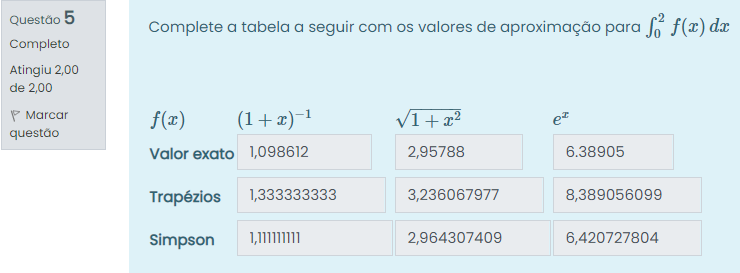 Questão 5
Completo
Atingiu 2,00
de 2,00
Marcar
questão
Complete a tabela a seguir com os valores de aproximação para ∫₀² f(x) dx
f(x) (1 + x)⁻¹ √(1 + x²) eˣ
Valor exato 1,098612 2,95788 6.38905
Trapézios 1,333333333 3,236067977 8,389056099
Simpson 1,111111111 2,964307409 6,420727804